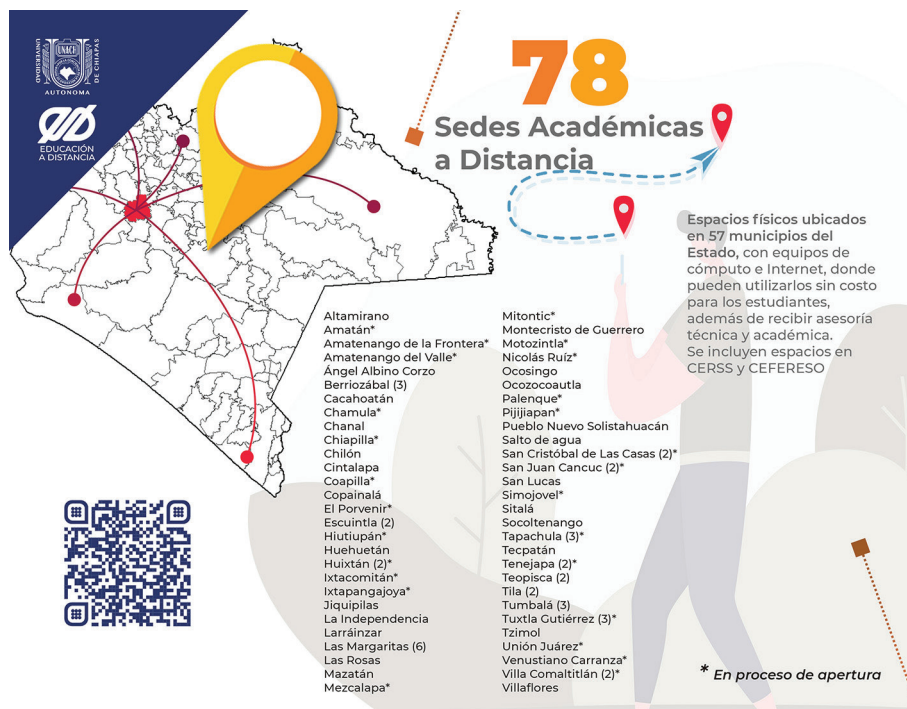 UNIVERSIDAD
UNACH
DE CHIAPAS
AUTONOMA
EDUCACIÓN
A DISTANCIA
78
Sedes Académicas
a Distancia
Espacios físicos ubicados
en 57 municipios del
Estado, con equipos de
cómputo e Internet, donde
pueden utilizarlos sin costo
para los estudiantes,
además de recibir asesoría
técnica y académica.
Se incluyen espacios en
CERSS y CEFERESO
Altamirano
Amatán*
Amatenango de la Frontera*
Amatenango del Valle*
Ángel Albino Corzo
Berriozábal (3)
Cacahoatán
Chamula*
Chanal
Chiapilla*
Chilón
Cintalapa
Coapilla*
Copainalá
El Porvenir*
Escuintla (2)
Hiutiupán*
Huehuetán
Huixtán (2)*
Ixtacomitán*
Ixtapangajoya*
Jiquipilas
La Independencia
Larráinzar
Las Margaritas (6)
Las Rosas
Mazatán
Mezcalapa*
Mitontic*
Montecristo de Guerrero
Motozintla*
Nicolás Ruíz*
Ocosingo
Ocozocoautla
Palenque*
Pijijiapan*
Pueblo Nuevo Solistahuacán
Salto de agua
San Cristóbal de Las Casas (2)*
San Juan Cancuc (2)*
San Lucas
Simojovel*
Sitalá
Socoltenango
Tapachula (3)*
Tecpatán
Tenejapa (2)*
Teopisca (2)
Tila (2)
Tumbalá (3)
Tuxtla Gutiérrez (3)*
Tzimol
Unión Juárez*
Venustiano Carranza*
Villa Comaltitlán (2)*
Villaflores
* En proceso de apertura